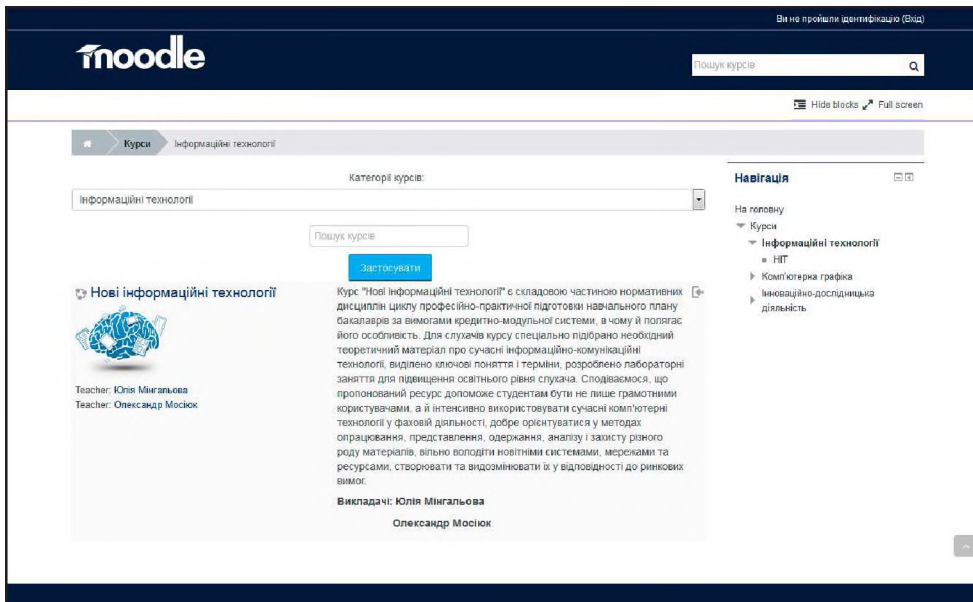 Ви не пройшли ідентифікацію (Вхід)
moodle
Пошук курсів
Hide blocks Full screen
Курси Інформаційні технології
Категорії курсів:
Інформаційні технології
Пошук курсів
Застосувати
Нові інформаційні технології
Teacher: Юлія Мінгальова
Teacher: Олександр Мосіюк
Курс "Нові інформаційні технології" є складовою частиною нормативних
дисциплін циклу професійно-практичної підготовки навчального плану
бакалаврів за вимогами кредитно-модульної системи, в чому й полягає
його особливість. Для слухачів курсу спеціально підібрано необхідний
теоретичний матеріал про сучасні інформаційно-комунікаційні
технології, виділено ключові поняття і терміни, розроблено лабораторні
заняття для підвищення освітнього рівня слухача. Сподіваємося, що
пропонований ресурс допоможе студентам бути не лише грамотними
користувачами, а й інтенсивно використовувати сучасні комп'ютерні
технології у фаховій діяльності, добре орієнтуватися у методах
опрацювання, представлення, одержання, аналізу і захисту різного
роду матеріалів, вільно володіти новітніми системами, мережами та
ресурсами, створювати та видозмінювати їх у відповідності до ринкових
вимог.
Викладачі: Юлія Мінгальова
Олександр Мосіюк
Навігація
На головну
Курси
Інформаційні технології
НІТ
Комп'ютерна графіка
Інноваційно-дослідницька
діяльність